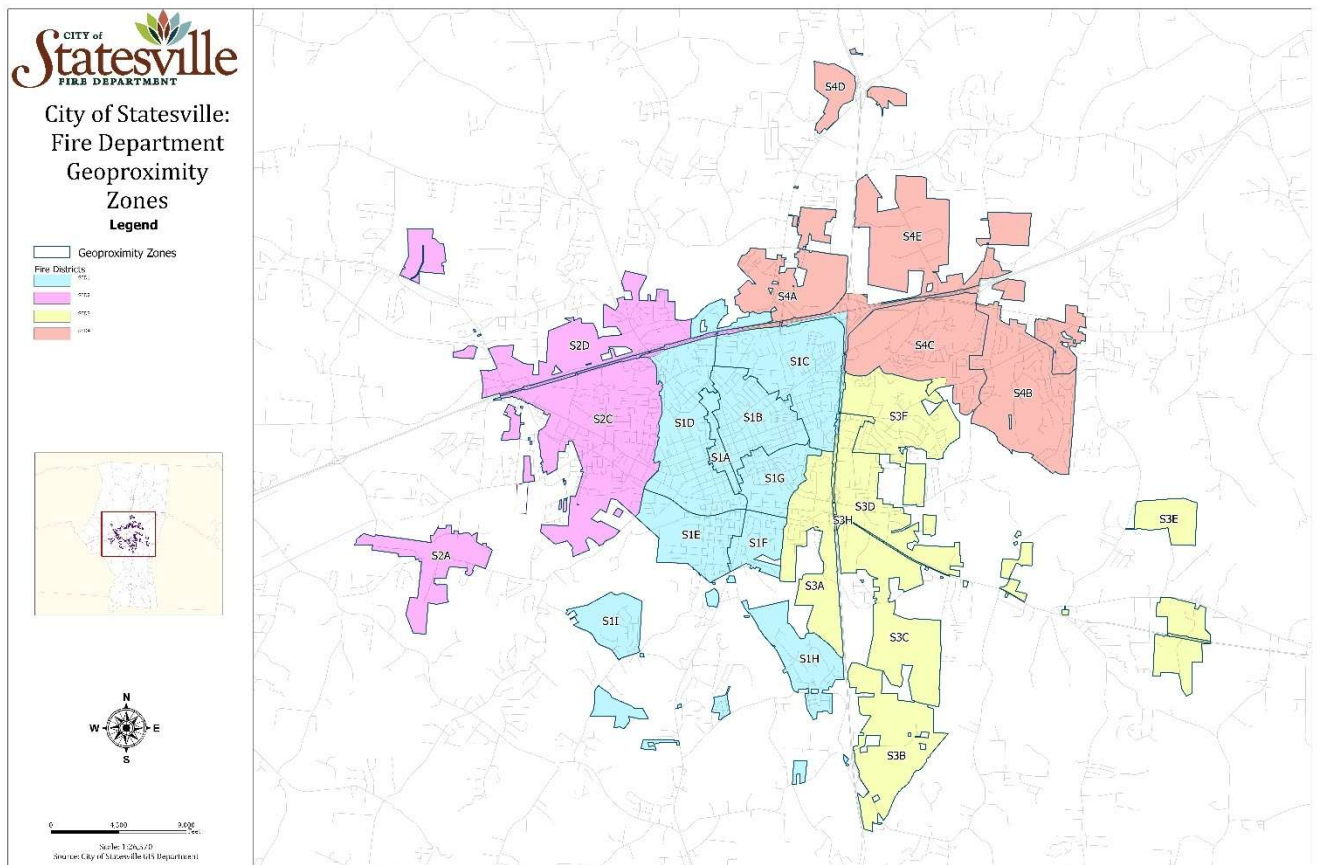 CITY of
Statesville
FIRE DEPARTMENT
City of Statesville:
Fire Department
Geoproximity
Zones
Legend
Geoproximity Zones
Fire Districts
N
W E
S
0 4,500 9,000
Feet
Source: City of Statesville GIS Department
S4D
S4E
S4A
S2D
S1C
S4C
S4B
S2C
S1D
S1B
S3F
S1A
S1G
S3D
S3H
S3E
S1E
S1F
S2A
S3A
S1I
S3C
S1H
S3B